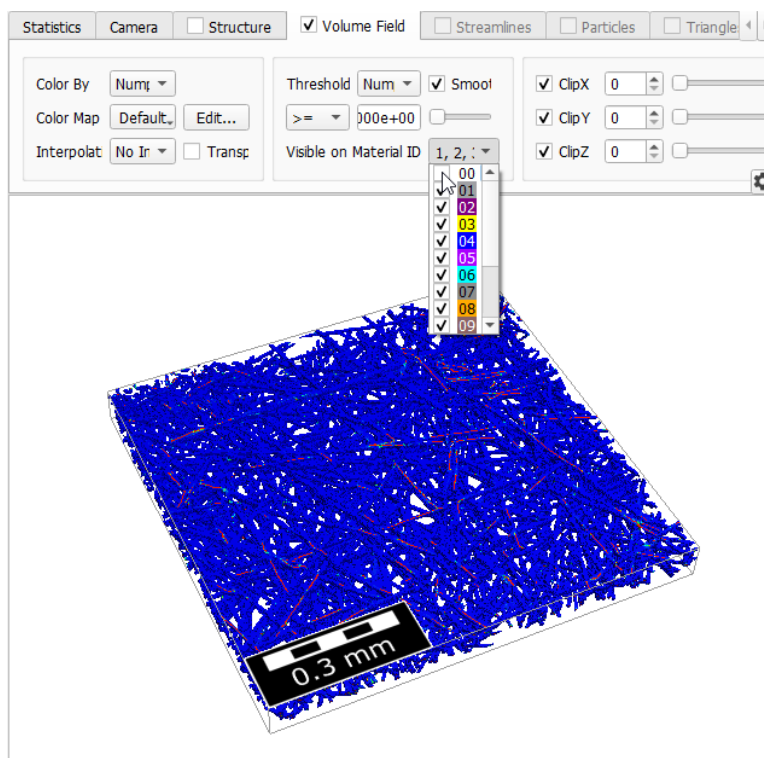 Statistics Camera Structure Volume Field Streamlines Particles Triangle
Color By Nump Threshold Num Smoot ClipX 0
Color Map Default Edit... >= 000e+00 ClipY 0
Interpolat No Ir Transp Visible on Material ID 1, 2, ClipZ 0
00
01
02
03
04
05
06
07
08
09
0.3 mm